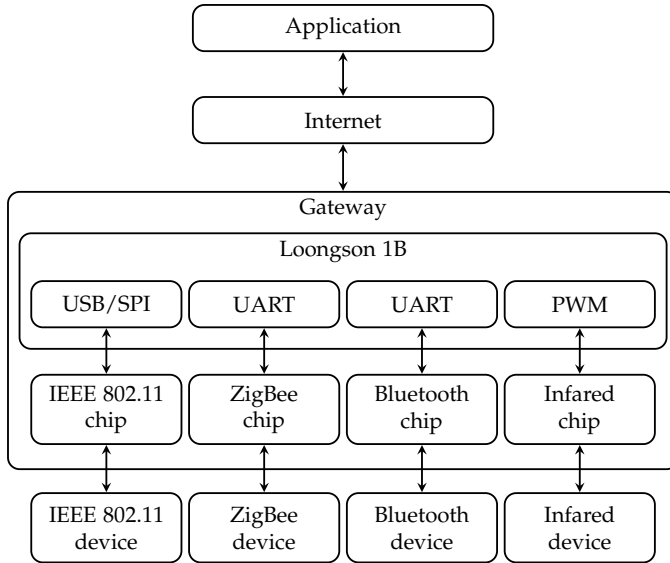 Application
Internet
Gateway
Loongson 1B
USB/SPI
UART
UART
PWM
IEEE 802.11
chip
ZigBee
chip
Bluetooth
chip
Infared
chip
IEEE 802.11
device
ZigBee
device
Bluetooth
device
Infared
device